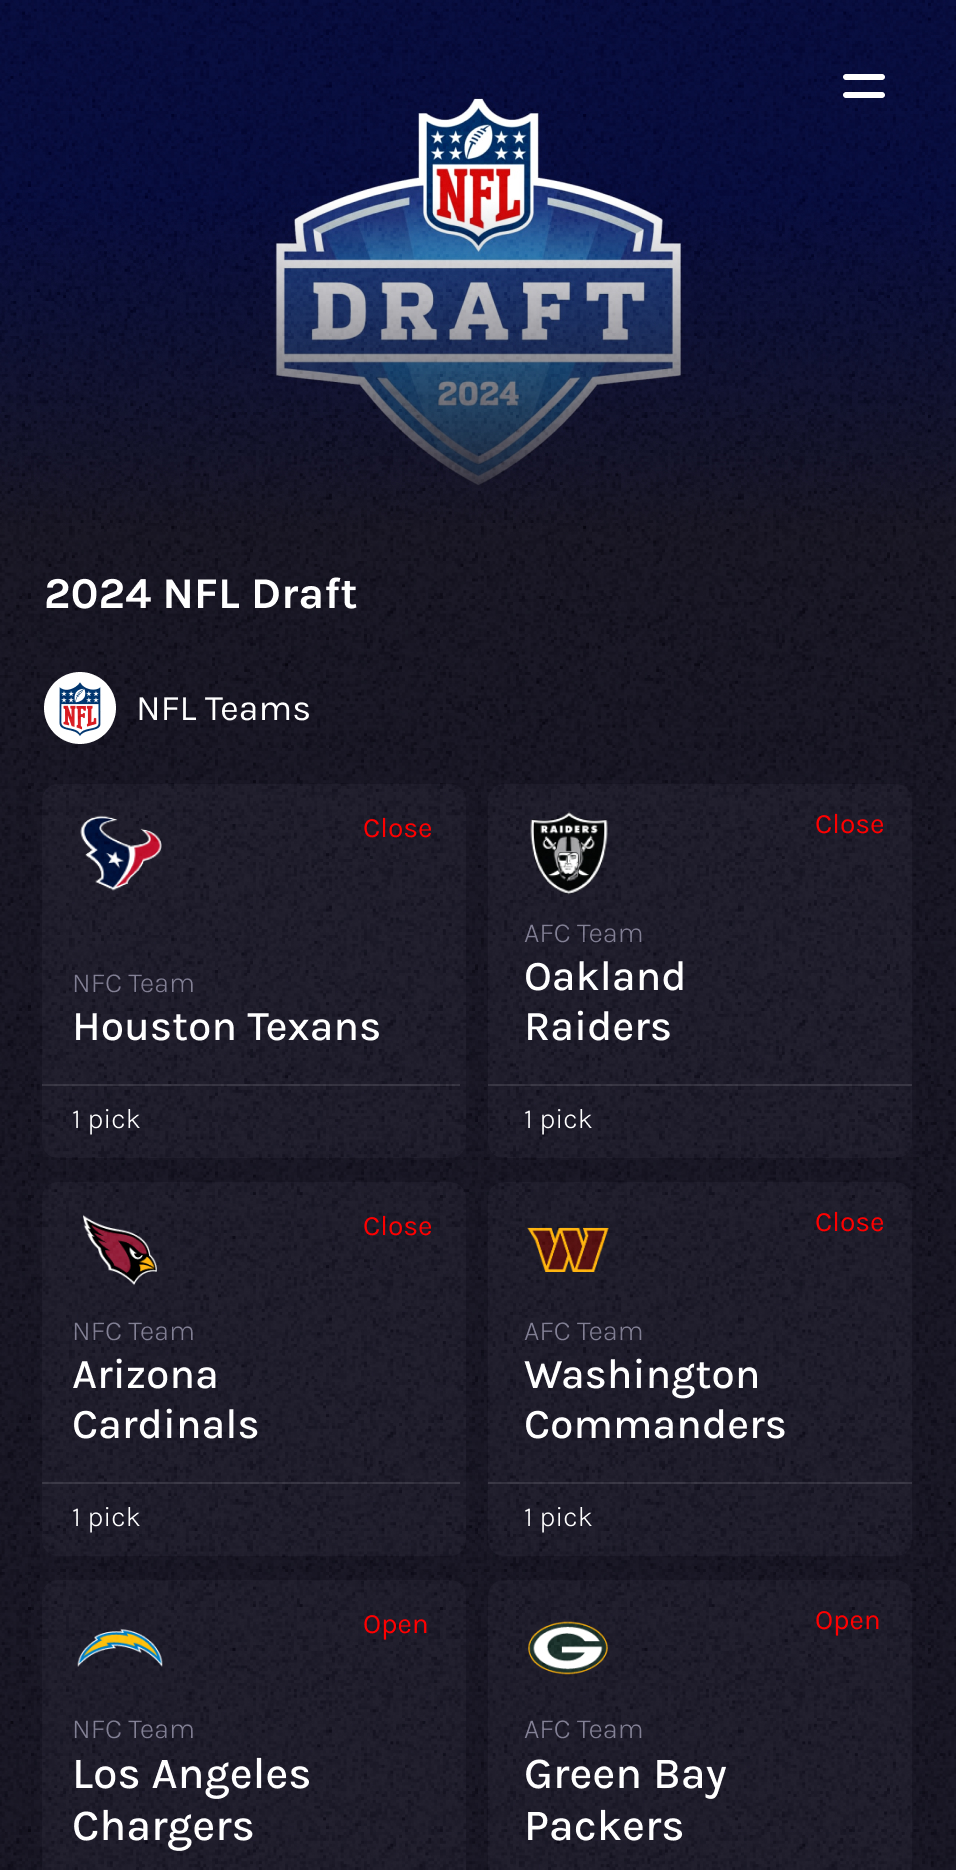 NFL
DRAFT
2024
2024 NFL Draft
NFL
NFL Teams
Close
NFC Team
Houston Texans
1 pick
RAIDERS
Close
AFC Team
Oakland
Raiders
1 pick
Close
NFC Team
Arizona
Cardinals
1 pick
W
Close
AFC Team
Washington
Commanders
1 pick
Open
NFC Team
Los Angeles
Chargers
G
Open
AFC Team
Green Bay
Packers